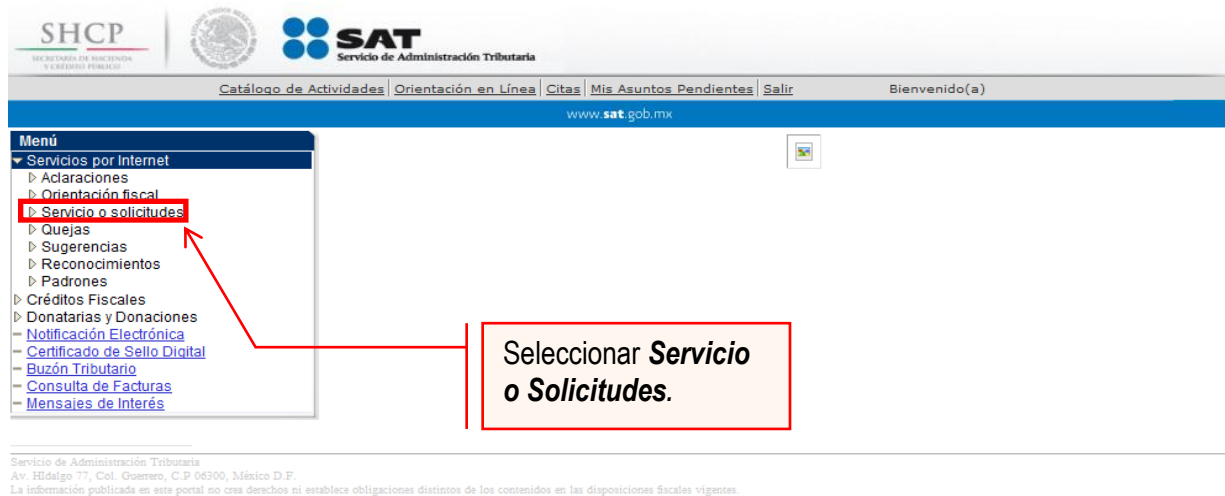 SHCP
SECRETARÍA DE HACIENDA
Y CRÉDITO PÚBLICO
SAT
Servicio de Administración Tributaria
Catálogo de Actividades Orientación en Línea Citas Mis Asuntos Pendientes Salir Bienvenido(a)
www.sat.gob.mx
Menú
Servicios por Internet
Aclaraciones
Orientación fiscal
Servicio o solicitudes
Quejas
Sugerencias
Reconocimientos
Padrones
Créditos Fiscales
Donatarias y Donaciones
Notificación Electrónica
Certificado de Sello Digital
Buzón Tributario
Consulta de Facturas
Mensajes de Interés
Seleccionar Servicio
o Solicitudes.
Servicio de Administración Tributaria
Av. HIdalgo 77, Col. Guerrero, C.P 06300, México D.F.
La información publicada en este portal no crea derechos ni establece obligaciones distintos de los contenidos en las disposiciones fiscales vigentes.